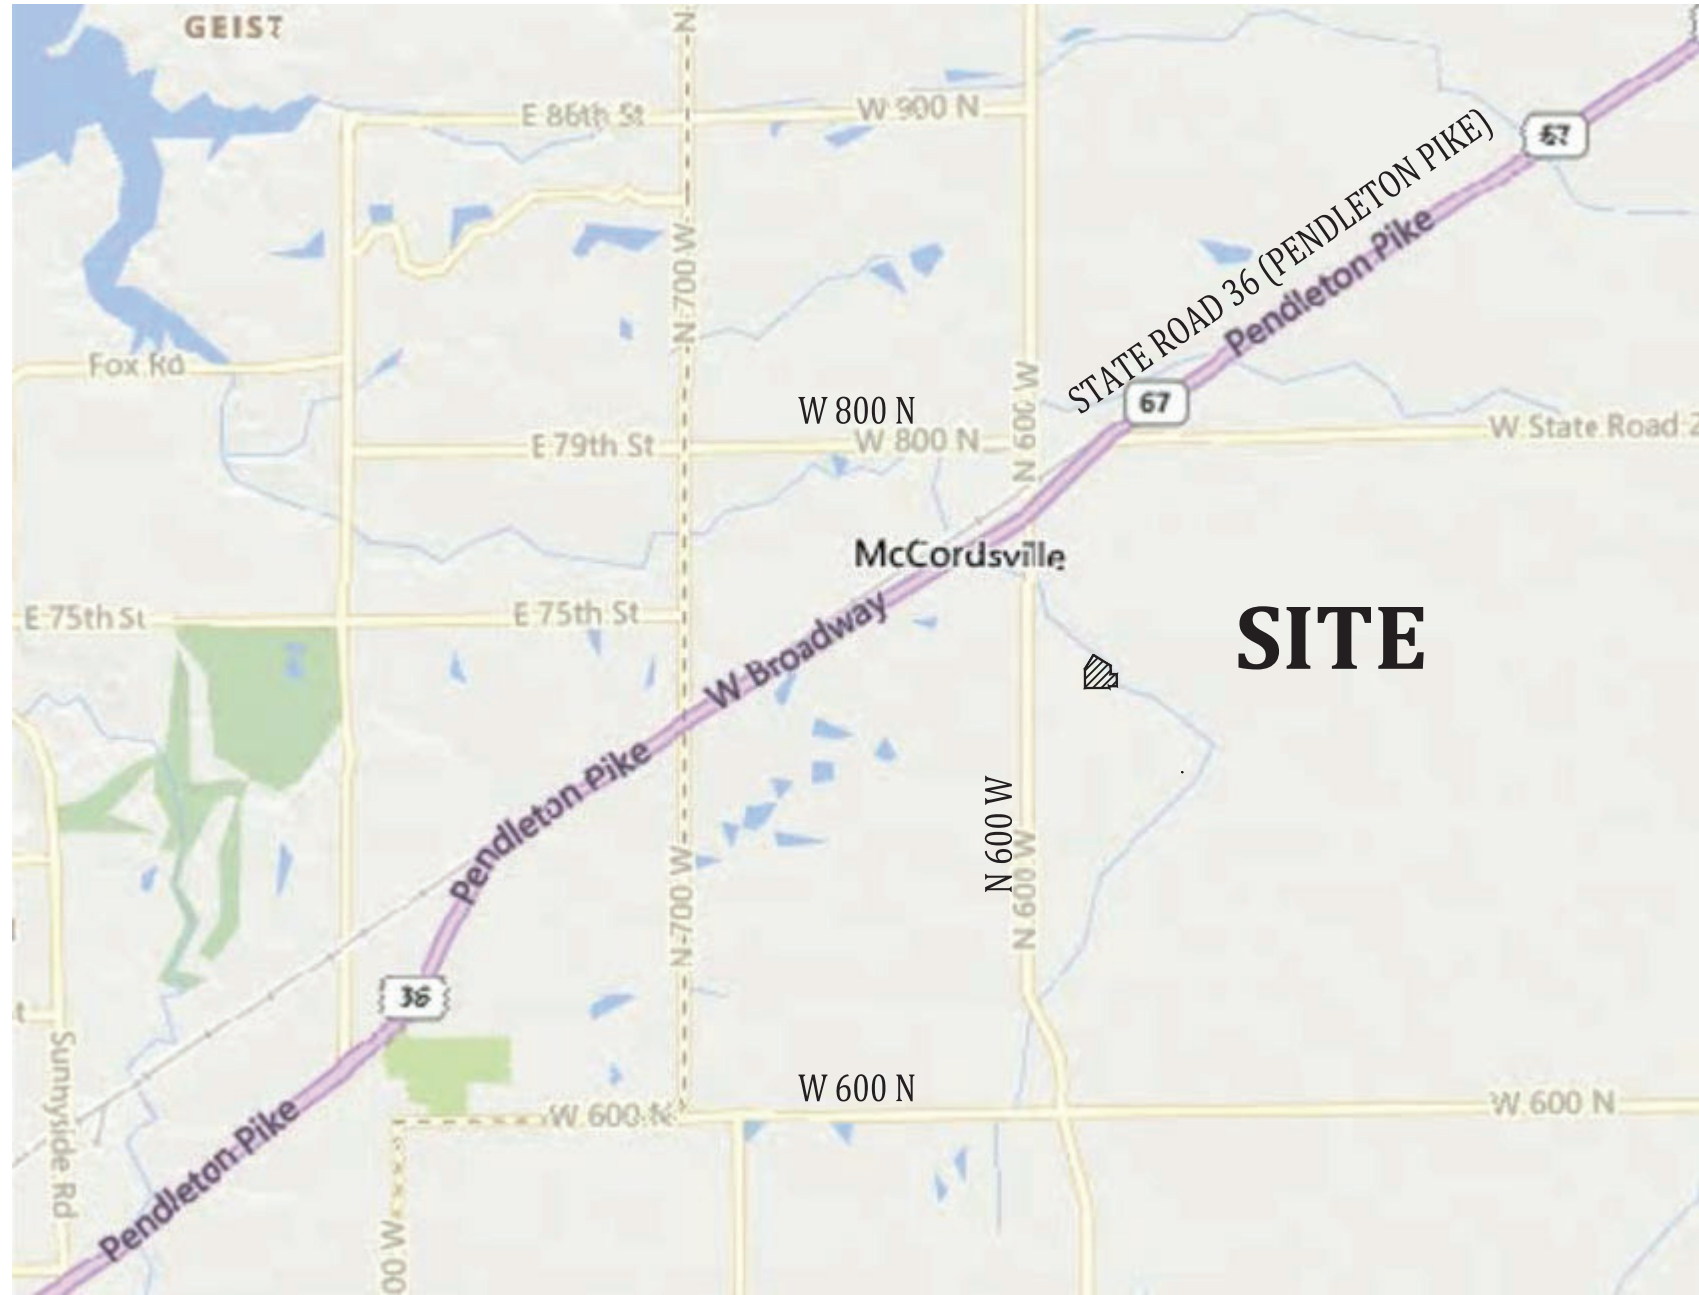 GEIST
N
E 86th St
W 900 N
67
STATE ROAD 36 (PENDLETON PIKE)
Pendleton Pike
N 700 W
Fox Rd
67
N 600 W
W 800 N
E 79th St
W 800 N
W State Road 2
McCordsville
E 75th St
E 75th St
W Broadway
SITE
Pendleton Pike
N 600 W
N 600 W
N 700 W
36
Sunnyside Rd
W 600 N
W 600 N
W 600 N
Pendleton Pike
00 W